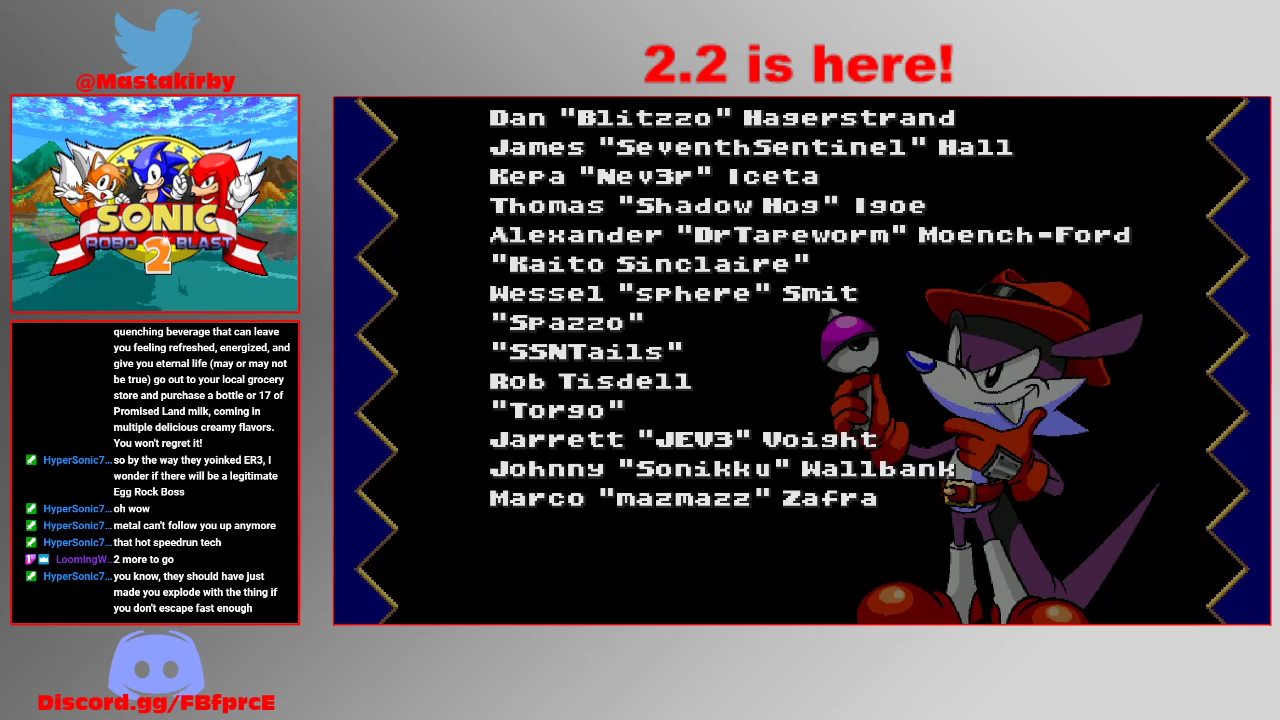 @Mastakirby
2.2 is here!
SONIC
ROBO BLAST
2
quenching beverage that can leave
you feeling refreshed, energized, and
give you eternal life (may or may not
be true) go out to your local grocery
store and purchase a bottle or 17 of
Promised Land milk, coming in
multiple delicious creamy flavors.
You won't regret it!
HyperSonic7... so by the way they yoinked ER3, I
wonder if there will be a legitimate
Egg Rock Boss
HyperSonic7... oh wow
HyperSonic7... metal can't follow you up anymore
HyperSonic7... that hot speedrun tech
LoomingW... 2 more to go
HyperSonic7... you know, they should have just
made you explode with the thing if
you don't escape fast enough
Discord.gg/FBfprcE
Dan "Blitzzo" Hagerstrand
James "SeventhSentinel" Hall
Kepa "Nev3r" Iceta
Thomas "Shadow Hog" Igoe
Alexander "DrTapeworm" Moench-Ford
"Kaito Sinclaire"
Wessel "sphere" Smit
"Spazzo"
"SSNTails"
Rob Tisdell
"Torgo"
Jarrett "JEV3" Voight
Johnny "Sonikku" Wallbank
Marco "mazmazz" Zafra